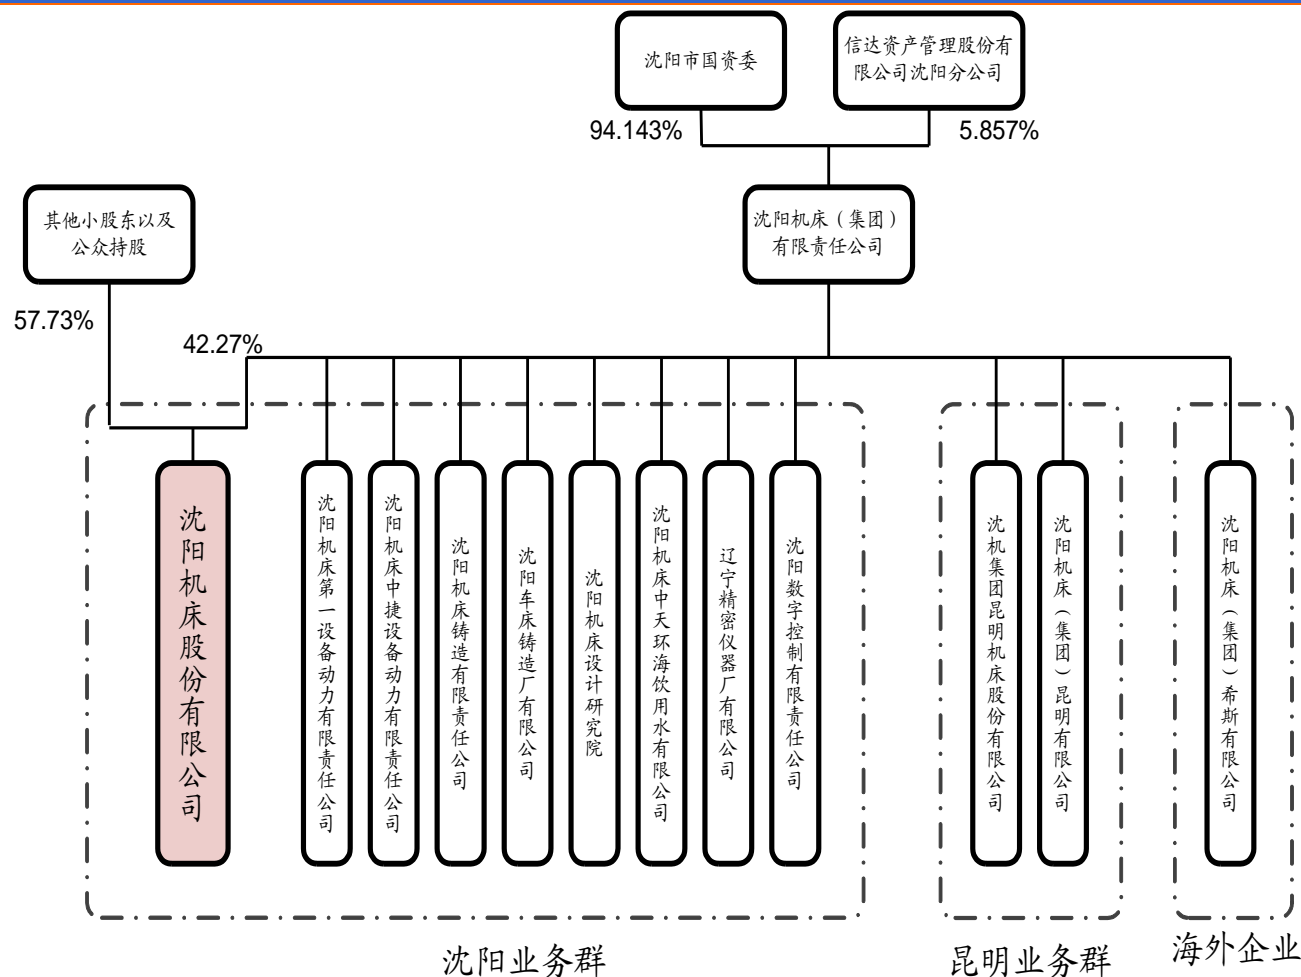 沈阳市国资委
信达资产管理股份有
限公司沈阳分公司
94.143%
5.857%
其他小股东以及
公众持股
沈阳机床（集团）
有限责任公司
57.73%
42.27%
沈阳机床股份有限公司
沈阳机床第一设备动力有限责任公司
沈阳机床中捷设备动力有限责任公司
沈阳机床铸造有限责任公司
沈阳车床铸造厂有限公司
沈阳机床设计研究院
沈阳机床中天环海饮用水有限公司
辽宁精密仪器厂有限公司
沈阳数字控制有限责任公司
沈机集团昆明机床股份有限公司
沈阳机床（集团）昆明有限公司
沈阳机床（集团）希斯有限公司
沈阳业务群
昆明业务群
海外企业